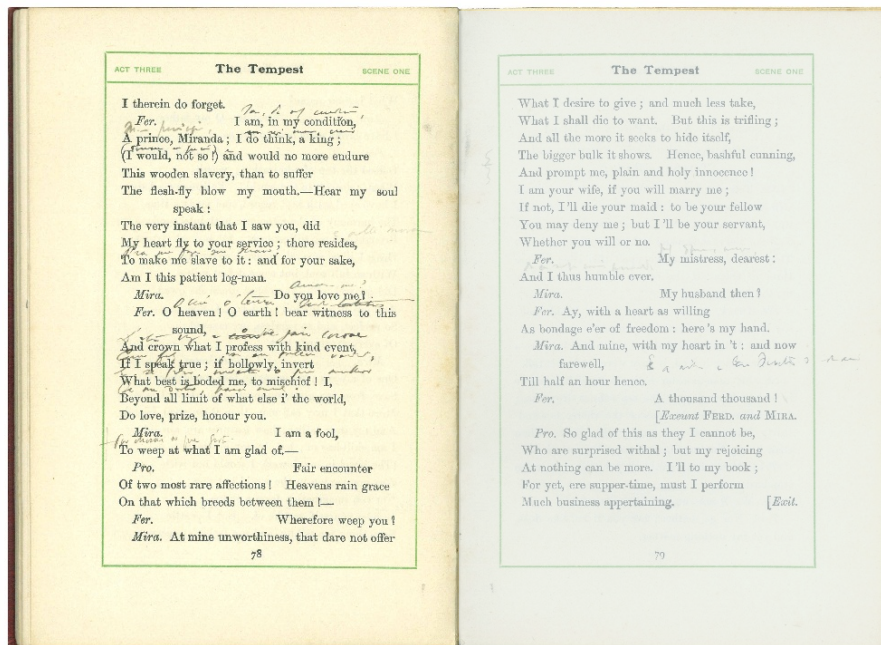 ACT THREE The Tempest SCENE ONE
I therein do forget.
Fer. I am, in my condition,
A prince, Miranda; I do think, a king;
(I would, not so!) and would no more endure
This wooden slavery, than to suffer
The flesh-fly blow my mouth.—Hear my soul
speak:
The very instant that I saw you, did
My heart fly to your service; there resides,
To make me slave to it: and for your sake,
Am I this patient log-man.
Mira. Do you love me?
Fer. O heaven! O earth! bear witness to this
sound,
And crown what I profess with kind event,
If I speak true; if hollowly, invert
What best is boded me, to mischief! I,
Beyond all limit of what else i' the world,
Do love, prize, honour you.
Mira. I am a fool,
To weep at what I am glad of.—
Pro. Fair encounter
Of two most rare affections! Heavens rain grace
On that which breeds between them!—
Fer. Wherefore weep you?
Mira. At mine unworthiness, that dare not offer
78
ACT THREE The Tempest SCENE ONE
What I desire to give; and much less take,
What I shall die to want. But this is trifling;
And all the more it seeks to hide itself,
The bigger bulk it shows. Hence, bashful cunning,
And prompt me, plain and holy innocence!
I am your wife, if you will marry me;
If not, I'll die your maid: to be your fellow
You may deny me; but I'll be your servant,
Whether you will or no.
Fer. My mistress, dearest:
And I thus humble ever.
Mira. My husband then?
Fer. Ay, with a heart as willing
As bondage e'er of freedom: here's my hand.
Mira. And mine, with my heart in't: and now
farewell,
Till half an hour hence.
Fer. A thousand thousand!
[Exeunt FERD. and MIRA.
Pro. So glad of this as they I cannot be,
Who are surprised withal; but my rejoicing
At nothing can be more. I'll to my book;
For yet, ere supper-time, must I perform
Much business appertaining. [Exit.
79